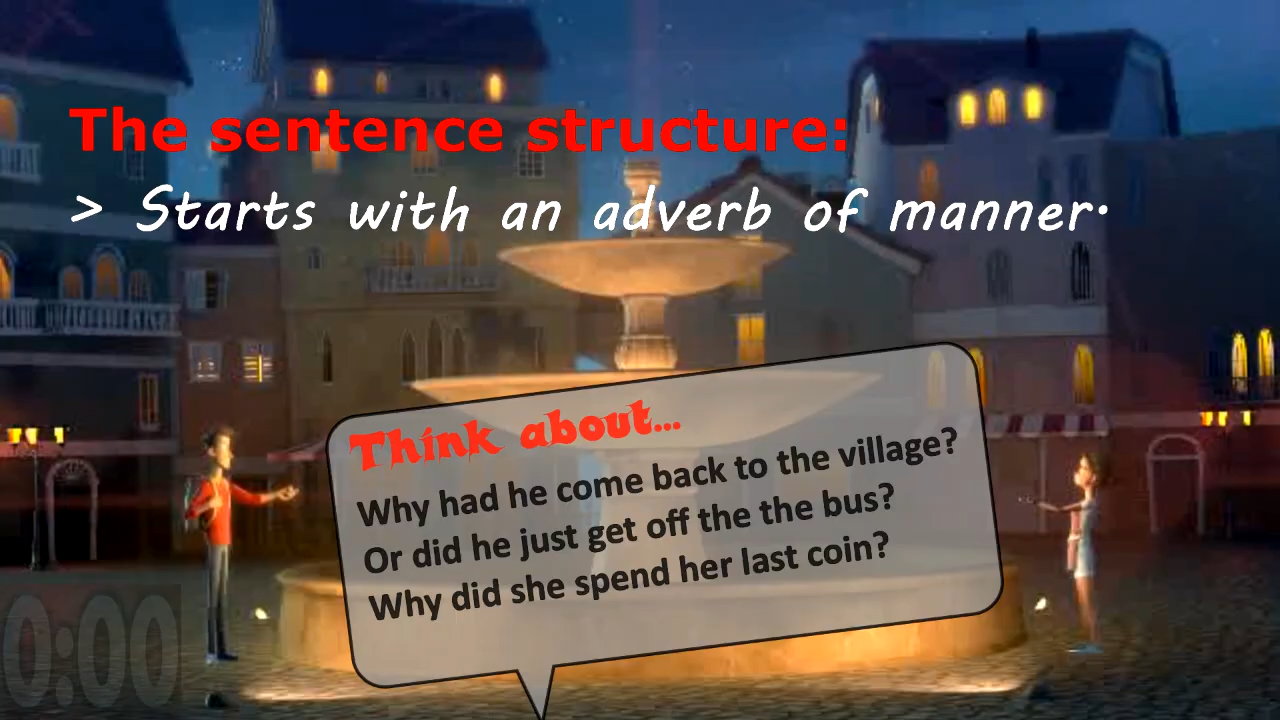 The sentence structure:
> Starts with an adverb of manner.
Think about...
Why had he come back to the village?
Or did he just get off the the bus?
Why did she spend her last coin?
0:00